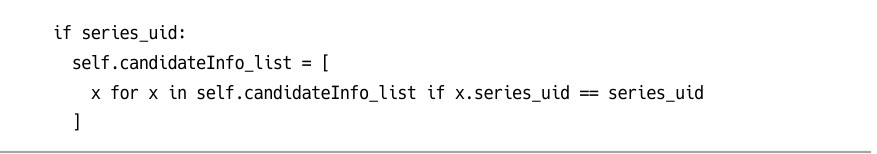 if series_uid:
  self.candidateInfo_list = [
    x for x in self.candidateInfo_list if x.series_uid == series_uid
  ]